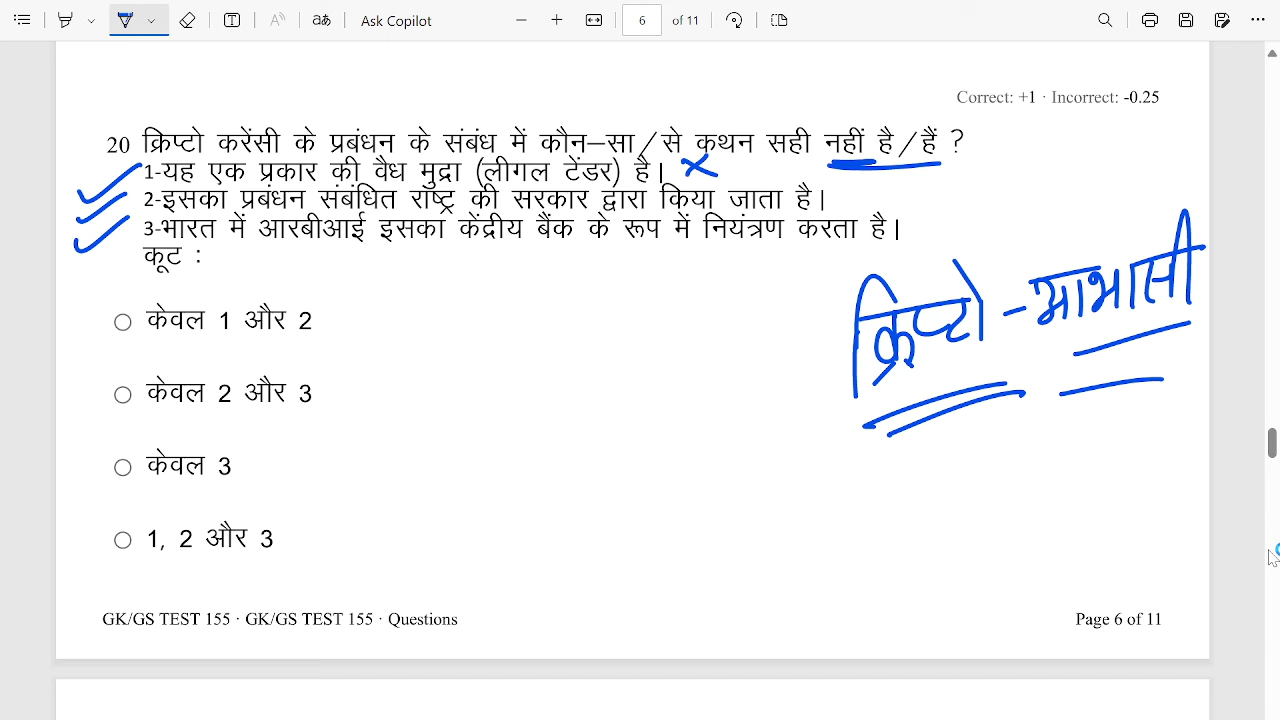 Ask Copilot
6 of 11
Correct: +1 · Incorrect: -0.25
20 क्रिप्टो करेंसी के प्रबंधन के संबंध में कौन–सा/से कथन सही नहीं है/हैं ?
1-यह एक प्रकार की वैध मुद्रा (लीगल टेंडर) है।
2-इसका प्रबंधन संबंधित राष्ट्र की सरकार द्वारा किया जाता है।
3-भारत में आरबीआई इसका केंद्रीय बैंक के रूप में नियंत्रण करता है।
कूट :
क्रिप्टो - आभासी
केवल 1 और 2
केवल 2 और 3
केवल 3
1, 2 और 3
GK/GS TEST 155 · GK/GS TEST 155 · Questions
Page 6 of 11